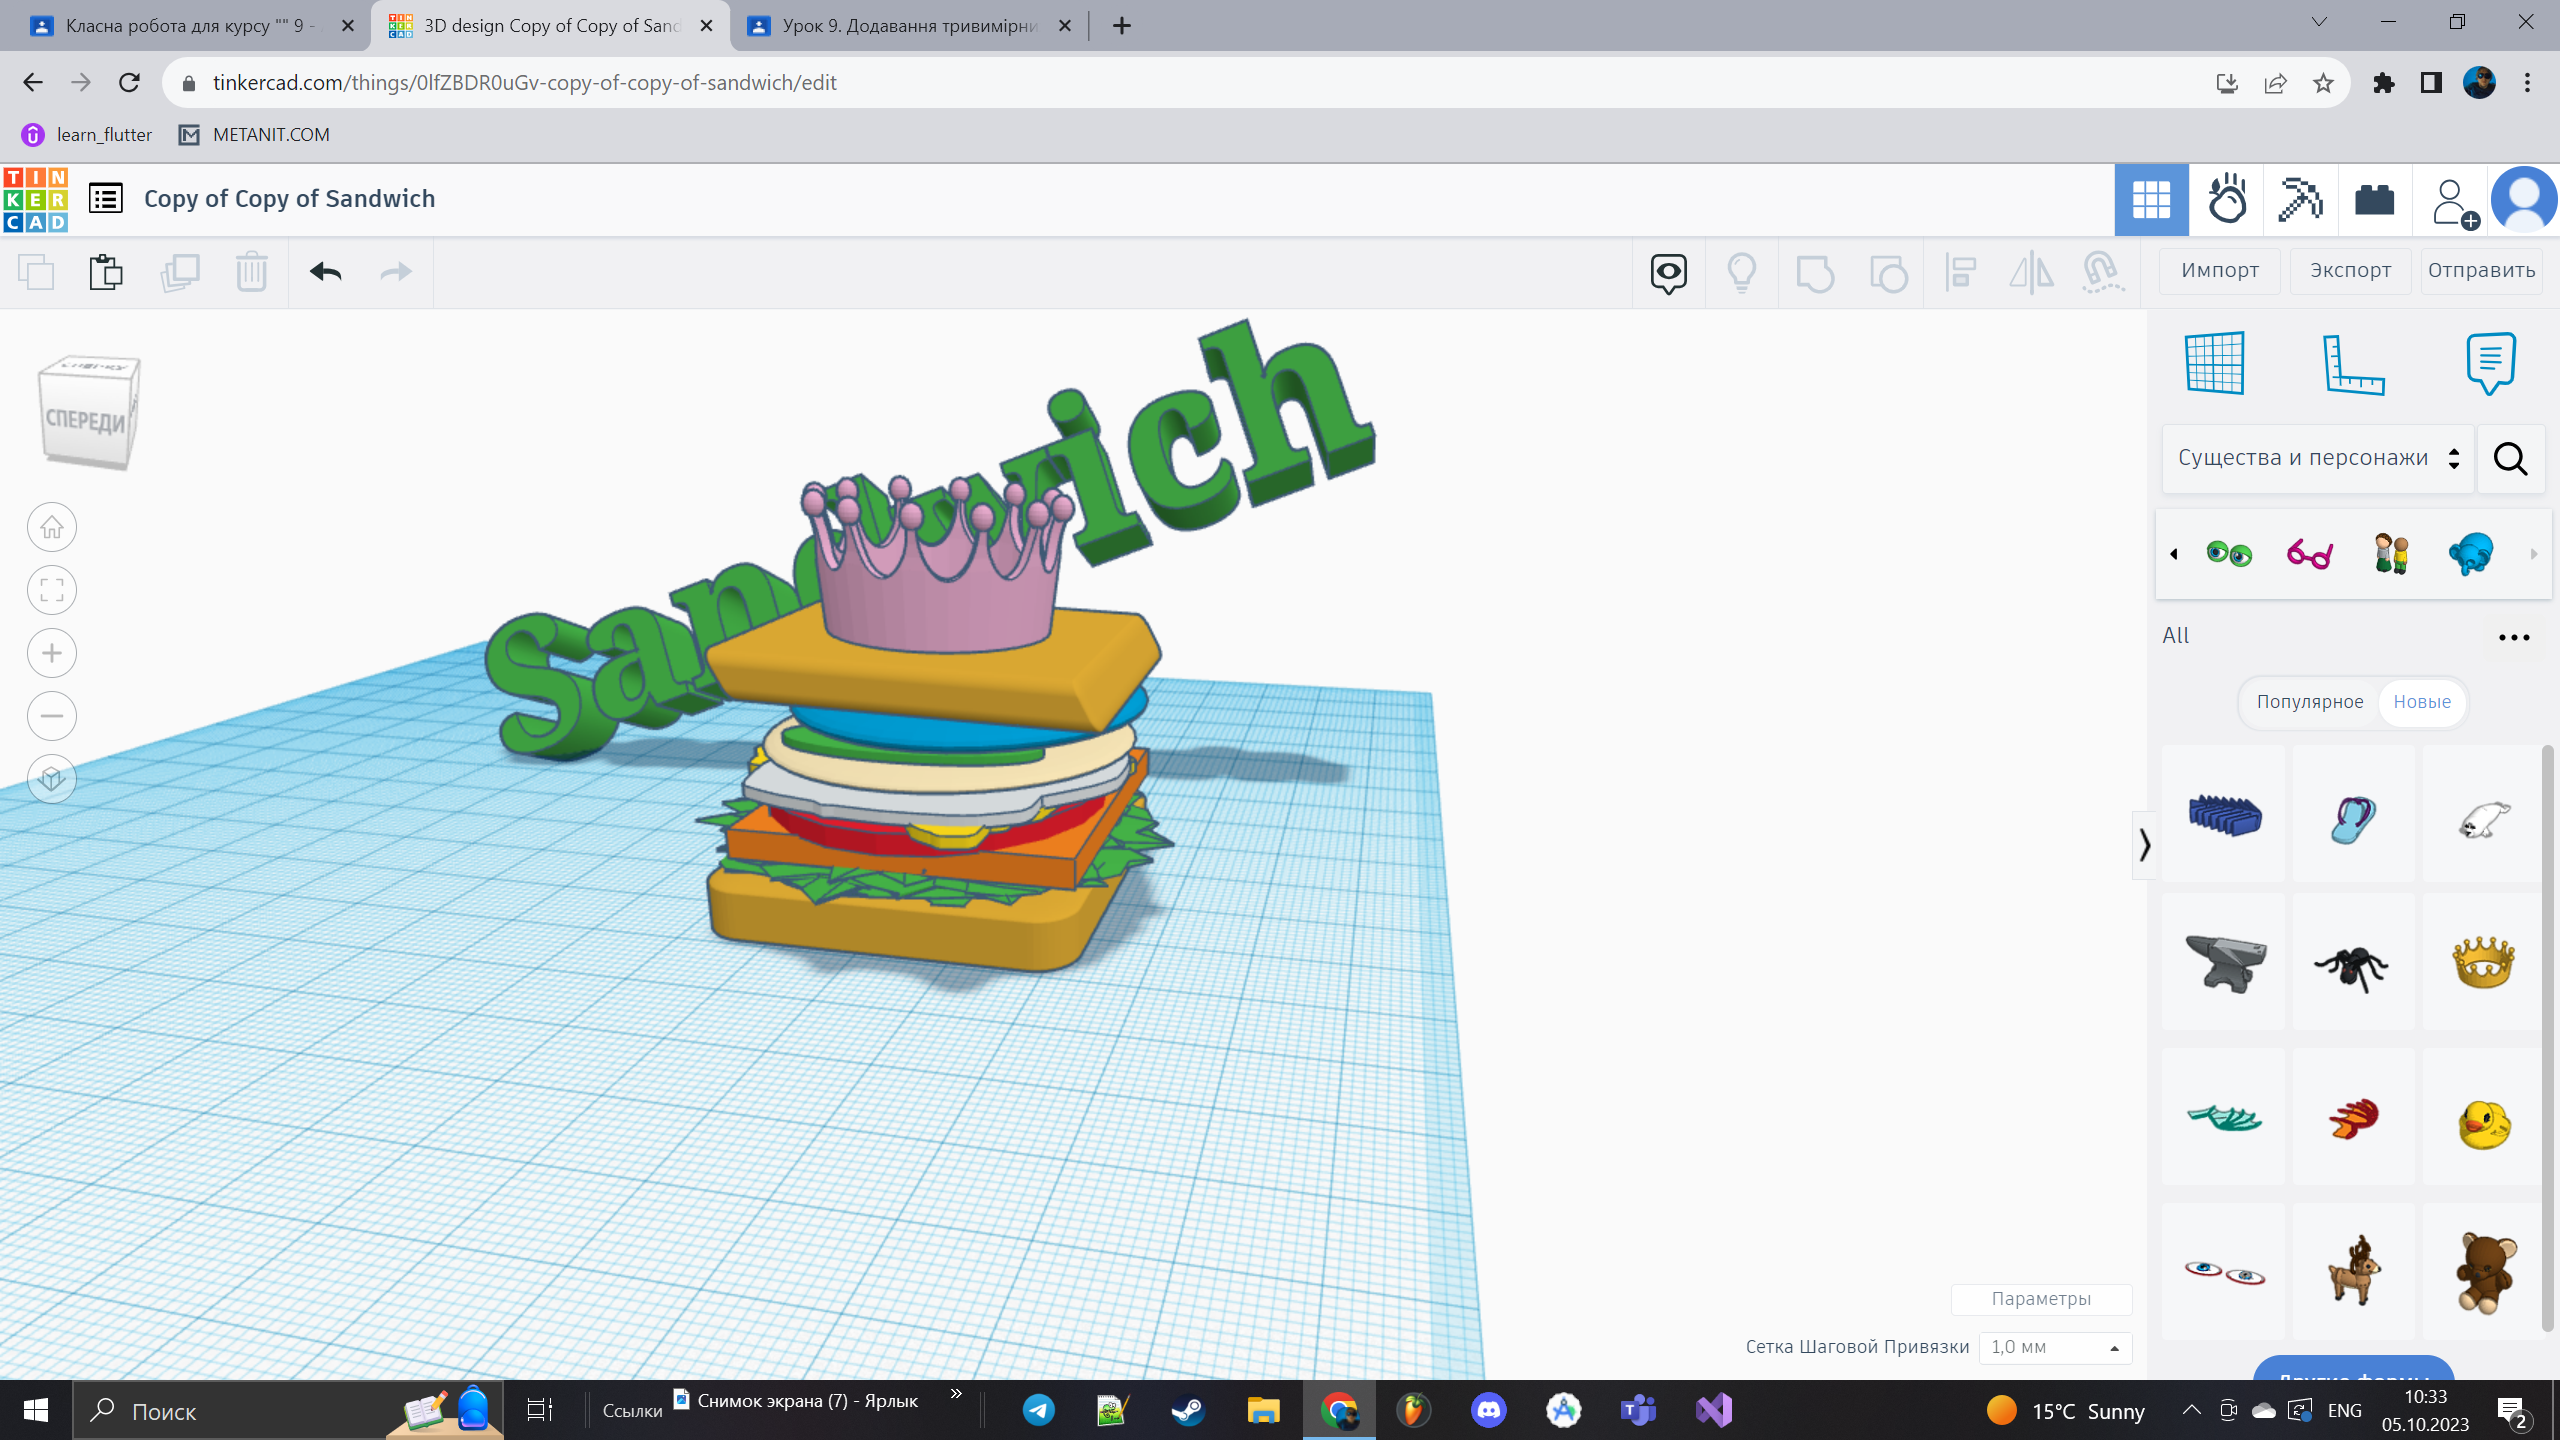 Класна робота для курсу "" 9 -
3D design Copy of Copy of Sand
Урок 9. Додавання тривимірни
tinkercad.com/things/0lfZBDR0uGv-copy-of-copy-of-sandwich/edit
learn_flutter
METANIT.COM
TIN
KER
CAD
Copy of Copy of Sandwich
Импорт
Экспорт
Отправить
СПЕРЕДИ
Sandwich
Существа и персонажи
All
Популярное
Новые
Параметры
Сетка Шаговой Привязки
1,0 мм
Другие формы
Поиск
Ссылки
Снимок экрана (7) - Ярлык
15°C Sunny
ENG
10:33
05.10.2023
2